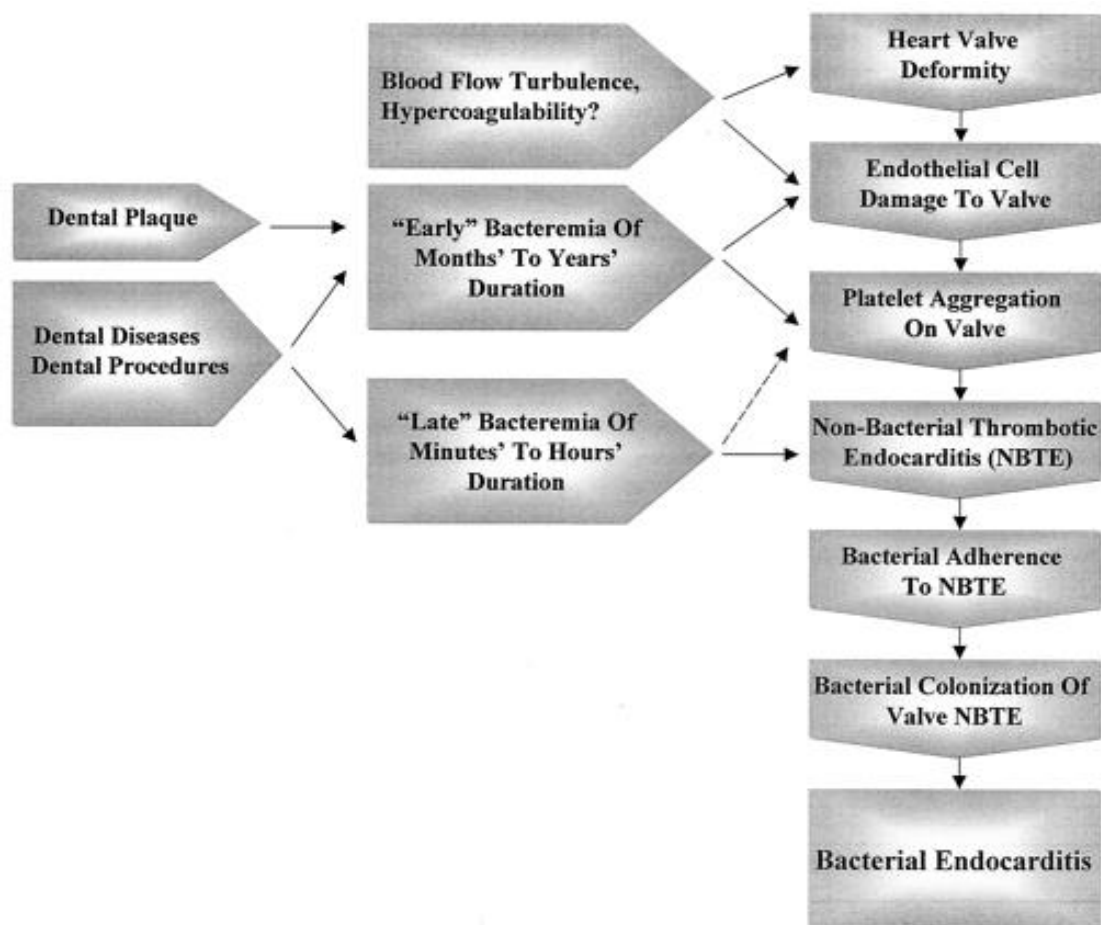 Heart Valve
Deformity
Blood Flow Turbulence,
Hypercoagulability?
Endothelial Cell
Damage To Valve
Dental Plaque
“Early” Bacteremia Of
Months’ To Years’
Duration
Platelet Aggregation
On Valve
Dental Diseases
Dental Procedures
“Late” Bacteremia Of
Minutes’ To Hours’
Duration
Non-Bacterial Thrombotic
Endocarditis (NBTE)
Bacterial Adherence
To NBTE
Bacterial Colonization Of
Valve NBTE
Bacterial Endocarditis